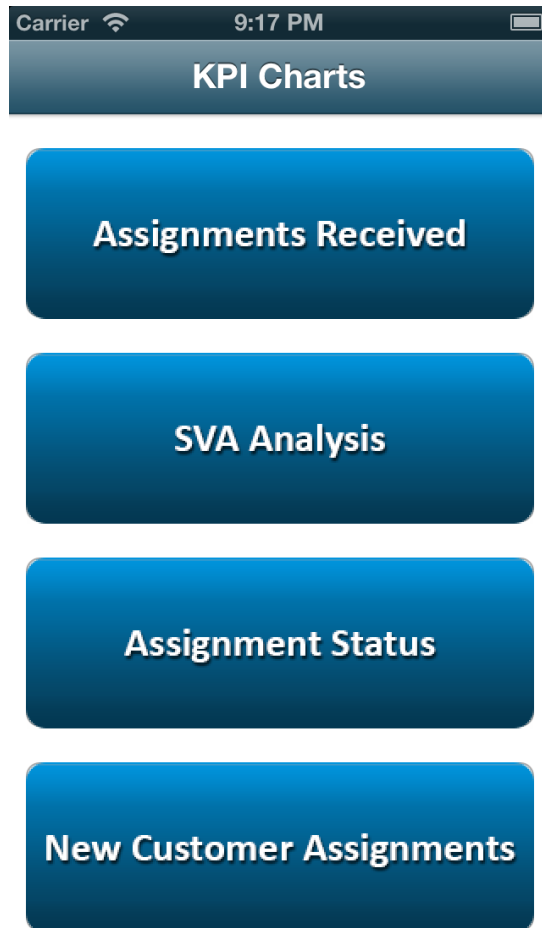 Carrier 9:17 PM
KPI Charts
Assignments Received
SVA Analysis
Assignment Status
New Customer Assignments